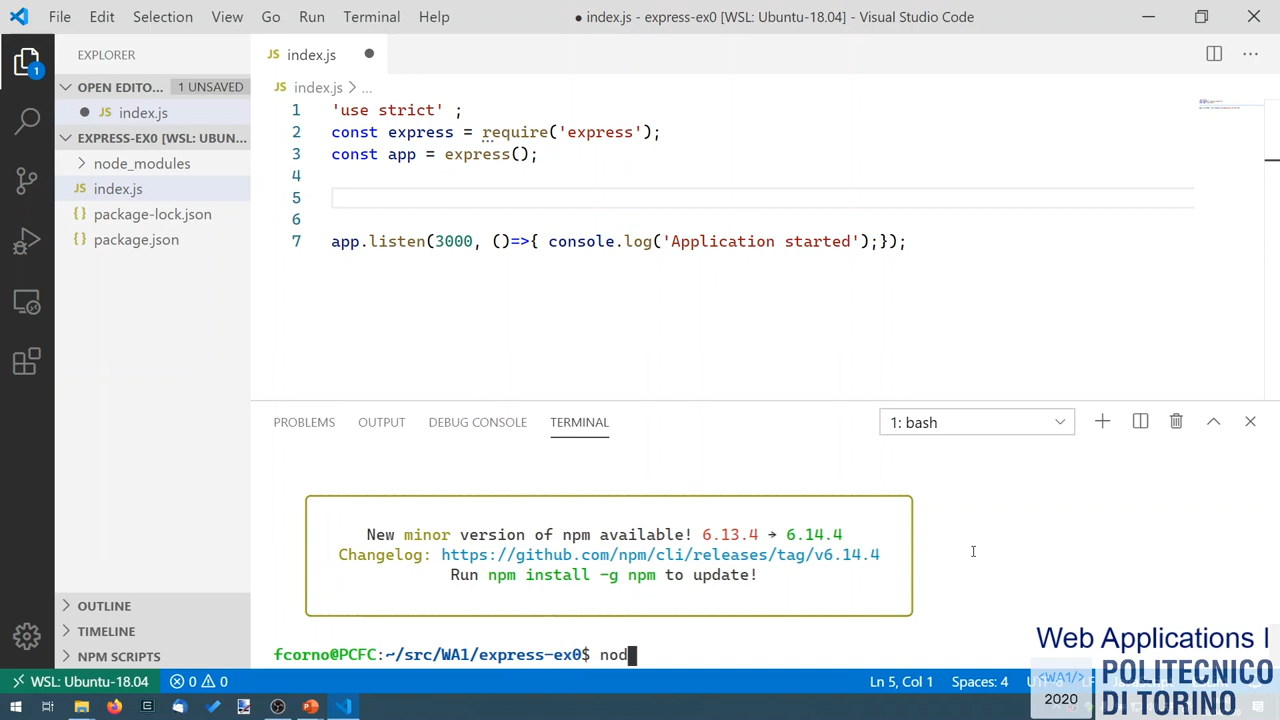 File Edit Selection View Go Run Terminal Help ● index.js - express-ex0 [WSL: Ubuntu-18.04] - Visual Studio Code
EXPLORER
1
OPEN EDITO... 1 UNSAVED
● JS index.js
EXPRESS-EX0 [WSL: UBUN...
node_modules
JS index.js
{} package-lock.json
{} package.json
OUTLINE
TIMELINE
NPM SCRIPTS
JS index.js ●
JS index.js > ...
1 'use strict' ;
2 const express = require('express');
3 const app = express();
4
5
6
7 app.listen(3000, ()=>{ console.log('Application started');});
PROBLEMS OUTPUT DEBUG CONSOLE TERMINAL 1: bash
New minor version of npm available! 6.13.4 → 6.14.4
Changelog: https://github.com/npm/cli/releases/tag/v6.14.4
Run npm install -g npm to update!
fcorno@PCFC:~/src/WA1/express-ex0$ nod
WSL: Ubuntu-18.04 0 0 Ln 5, Col 1 Spaces: 4
Web Applications I
<WA1/>
2020
POLITECNICO
DI TORINO